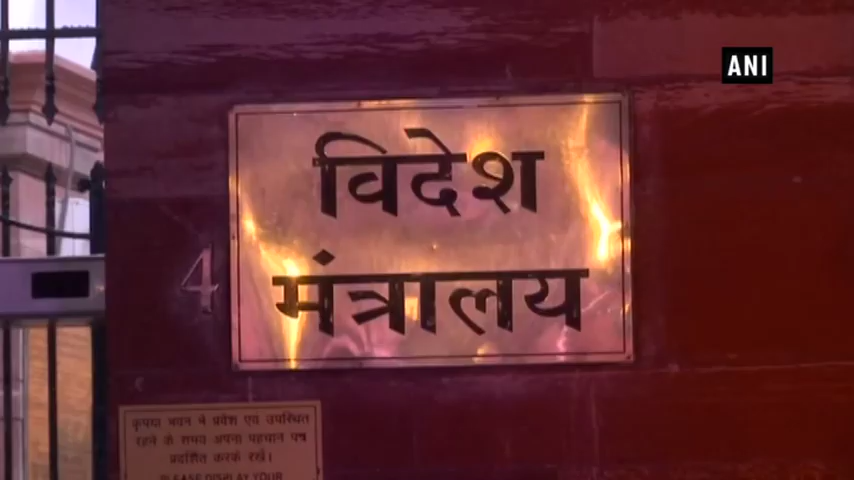 ANI
विदेश
मंत्रालय
4
कृपया भवन में प्रवेश एवं उपस्थित
रहने के समय अपना पहचान पत्र
प्रदर्शित करके रखें।
PLEASE DISPLAY YOUR